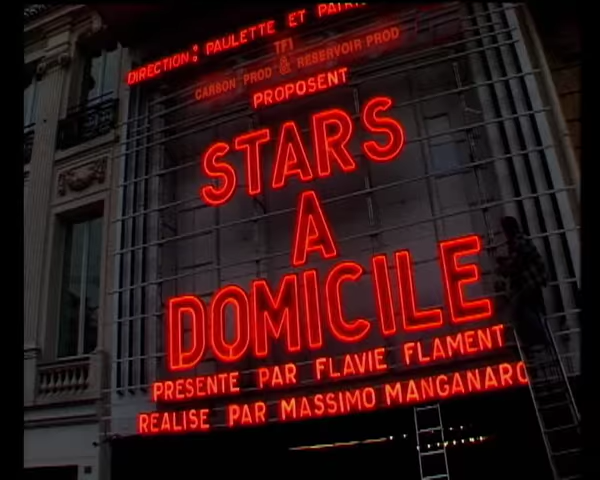 DIRECTION: PAULETTE ET
TF1
CARBON PROD & RESERVOIR PROD
PROPOSENT
STARS
A
DOMICILE
PRESENTE PAR FLAVIE FLAMENT
REALISE PAR MASSIMO MANGANARO